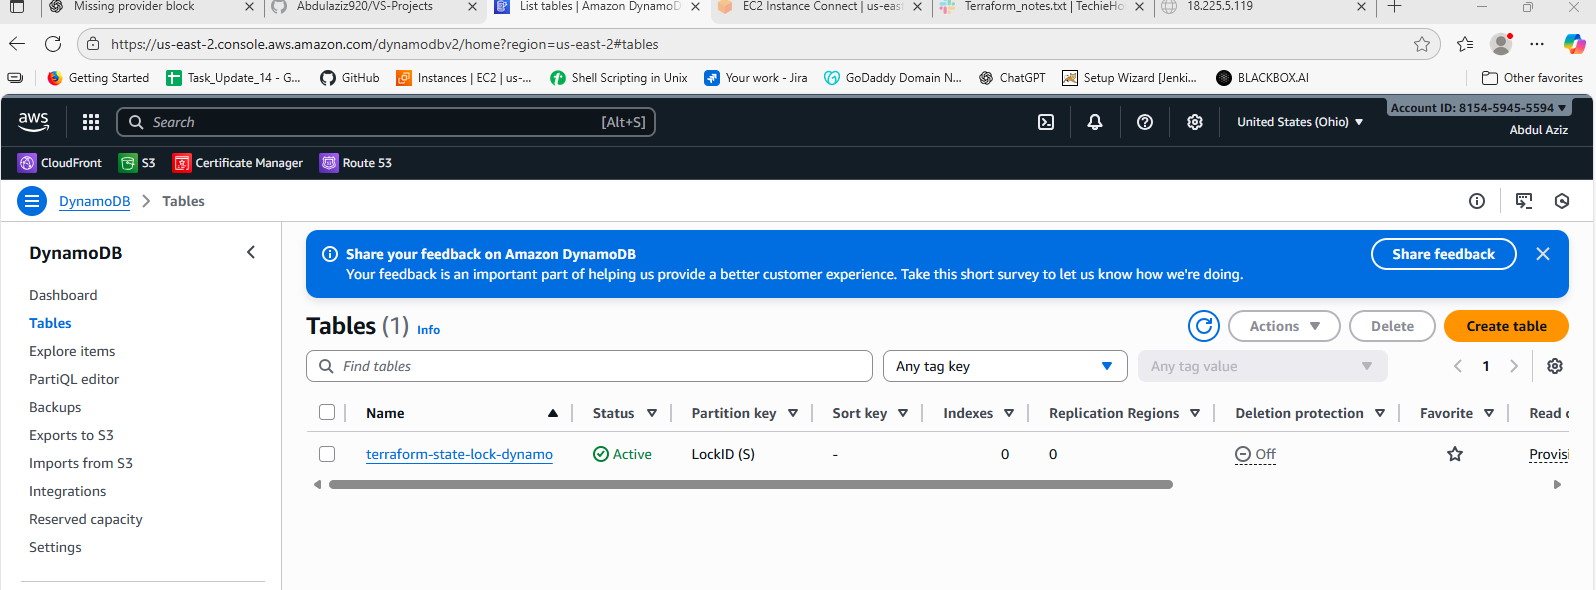 Missing provider block
Abdulaziz920/VS-Projects
List tables | Amazon DynamoD
EC2 Instance Connect | us-eas
Terraform_notes.txt | TechieHo
18.225.5.119
https://us-east-2.console.aws.amazon.com/dynamodbv2/home?region=us-east-2#tables
Getting Started
Task_Update_14 - G...
GitHub
Instances | EC2 | us-...
Shell Scripting in Unix
Your work - Jira
GoDaddy Domain N...
ChatGPT
Setup Wizard [Jenki...
BLACKBOX.AI
Other favorites
aws
Search
[Alt+S]
United States (Ohio)
Account ID: 8154-5945-5594
Abdul Aziz
CloudFront
S3
Certificate Manager
Route 53
DynamoDB
Tables
DynamoDB
Dashboard
Tables
Explore items
PartiQL editor
Backups
Exports to S3
Imports from S3
Integrations
Reserved capacity
Settings
Share your feedback on Amazon DynamoDB
Your feedback is an important part of helping us provide a better customer experience. Take this short survey to let us know how we're doing.
Share feedback
Tables (1) Info
Actions
Delete
Create table
Find tables
Any tag key
Any tag value
1
Name
Status
Partition key
Sort key
Indexes
Replication Regions
Deletion protection
Favorite
Read c
terraform-state-lock-dynamo
Active
LockID (S)
-
0
0
Off
Provisi